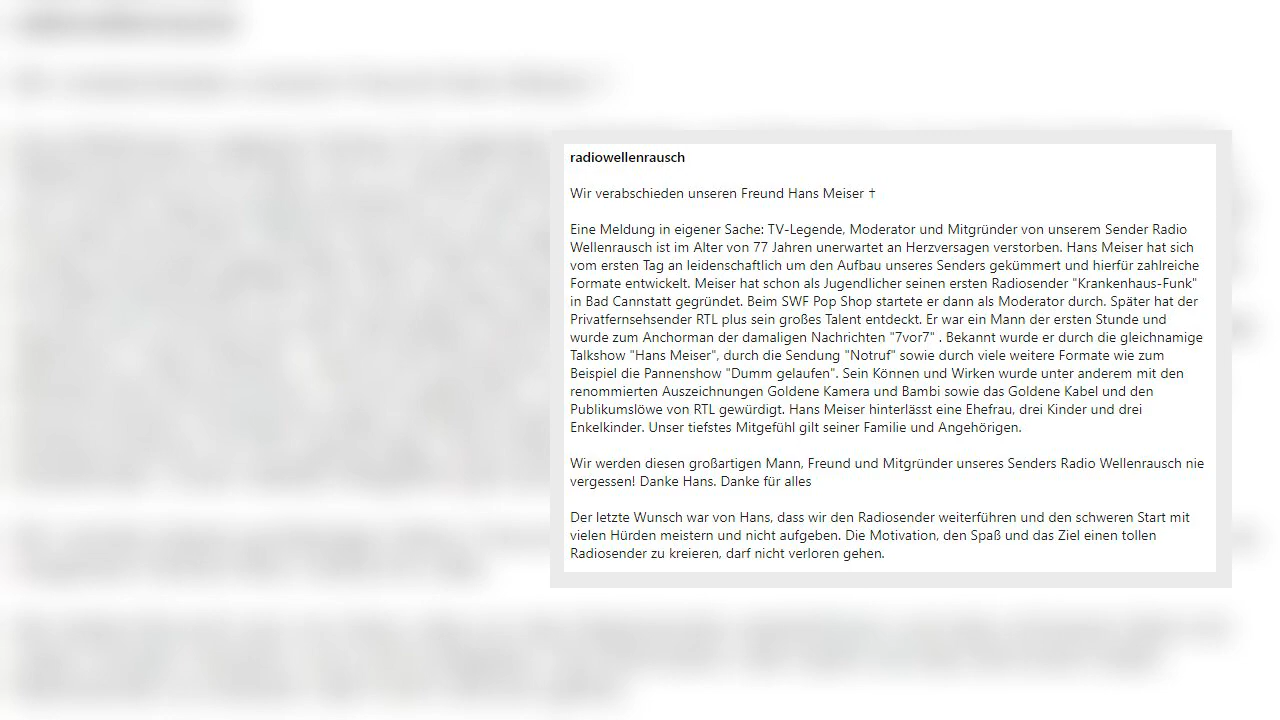 radiowellenrausch
Wir verabschieden unseren Freund Hans Meiser †
Eine Meldung in eigener Sache: TV-Legende, Moderator und Mitgründer von unserem Sender Radio
Wellenrausch ist im Alter von 77 Jahren unerwartet an Herzversagen verstorben. Hans Meiser hat sich
vom ersten Tag an leidenschaftlich um den Aufbau unseres Senders gekümmert und hierfür zahlreiche
Formate entwickelt. Meiser hat schon als Jugendlicher seinen ersten Radiosender "Krankenhaus-Funk"
in Bad Cannstatt gegründet. Beim SWF Pop Shop startete er dann als Moderator durch. Später hat der
Privatfernsehsender RTL plus sein großes Talent entdeckt. Er war ein Mann der ersten Stunde und
wurde zum Anchorman der damaligen Nachrichten "7vor7" . Bekannt wurde er durch die gleichnamige
Talkshow "Hans Meiser", durch die Sendung "Notruf" sowie durch viele weitere Formate wie zum
Beispiel die Pannenshow "Dumm gelaufen". Sein Können und Wirken wurde unter anderem mit den
renommierten Auszeichnungen Goldene Kamera und Bambi sowie das Goldene Kabel und den
Publikumslöwe von RTL gewürdigt. Hans Meiser hinterlässt eine Ehefrau, drei Kinder und drei
Enkelkinder. Unser tiefstes Mitgefühl gilt seiner Familie und Angehörigen.
Wir werden diesen großartigen Mann, Freund und Mitgründer unseres Senders Radio Wellenrausch nie
vergessen! Danke Hans. Danke für alles
Der letzte Wunsch war von Hans, dass wir den Radiosender weiterführen und den schweren Start mit
vielen Hürden meistern und nicht aufgeben. Die Motivation, den Spaß und das Ziel einen tollen
Radiosender zu kreieren, darf nicht verloren gehen.